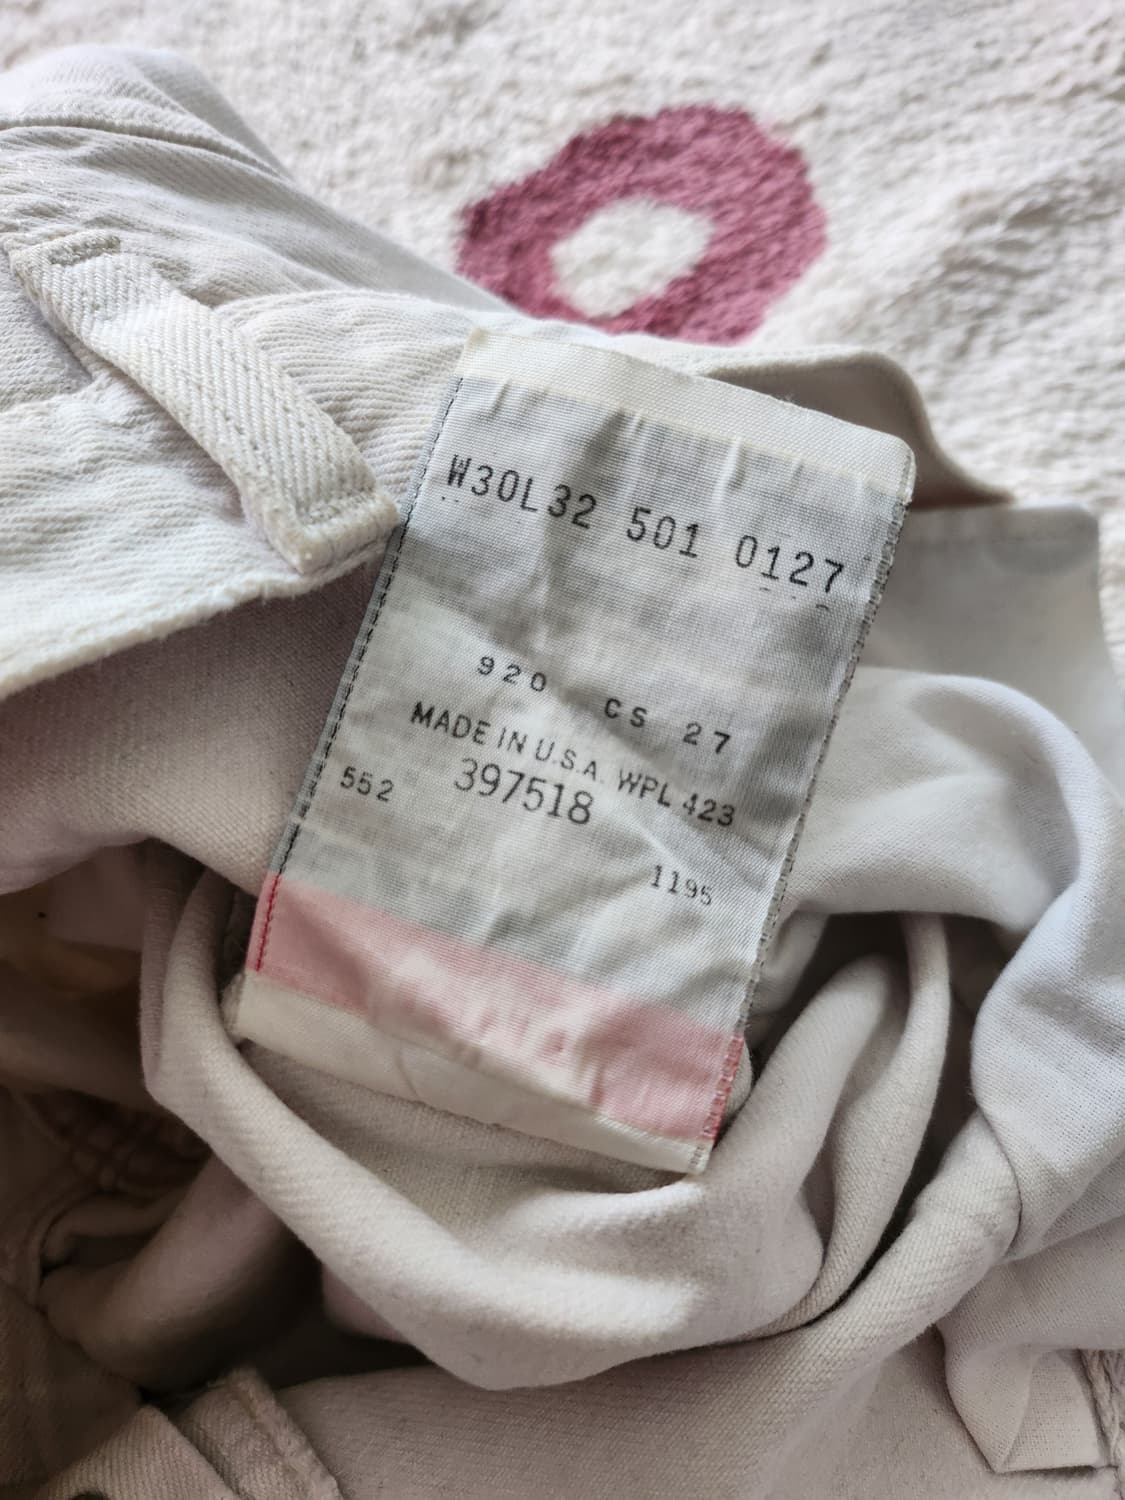 W30L32 501 0127
920 CS 27
MADE IN U.S.A. WPL 423
552 397518
1195